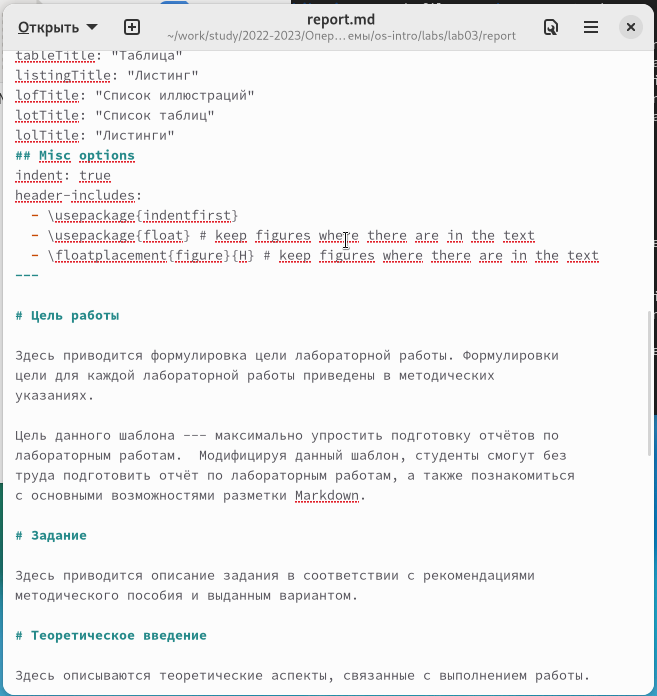 Открыть
report.md
~/work/study/2022-2023/Опер…емы/os-intro/labs/lab03/report
tableTitle: "Таблица"
listingTitle: "Листинг"
lofTitle: "Список иллюстраций"
lotTitle: "Список таблиц"
lolTitle: "Листинги"
## Misc options
indent: true
header-includes:
  - \usepackage{indentfirst}
  - \usepackage{float} # keep figures where there are in the text
  - \floatplacement{figure}{H} # keep figures where there are in the text
---
# Цель работы
Здесь приводится формулировка цели лабораторной работы. Формулировки
цели для каждой лабораторной работы приведены в методических
указаниях.
Цель данного шаблона --- максимально упростить подготовку отчётов по
лабораторным работам.  Модифицируя данный шаблон, студенты смогут без
труда подготовить отчёт по лабораторным работам, а также познакомиться
с основными возможностями разметки Markdown.
# Задание
Здесь приводится описание задания в соответствии с рекомендациями
методического пособия и выданным вариантом.
# Теоретическое введение
Здесь описываются теоретические аспекты, связанные с выполнением работы.